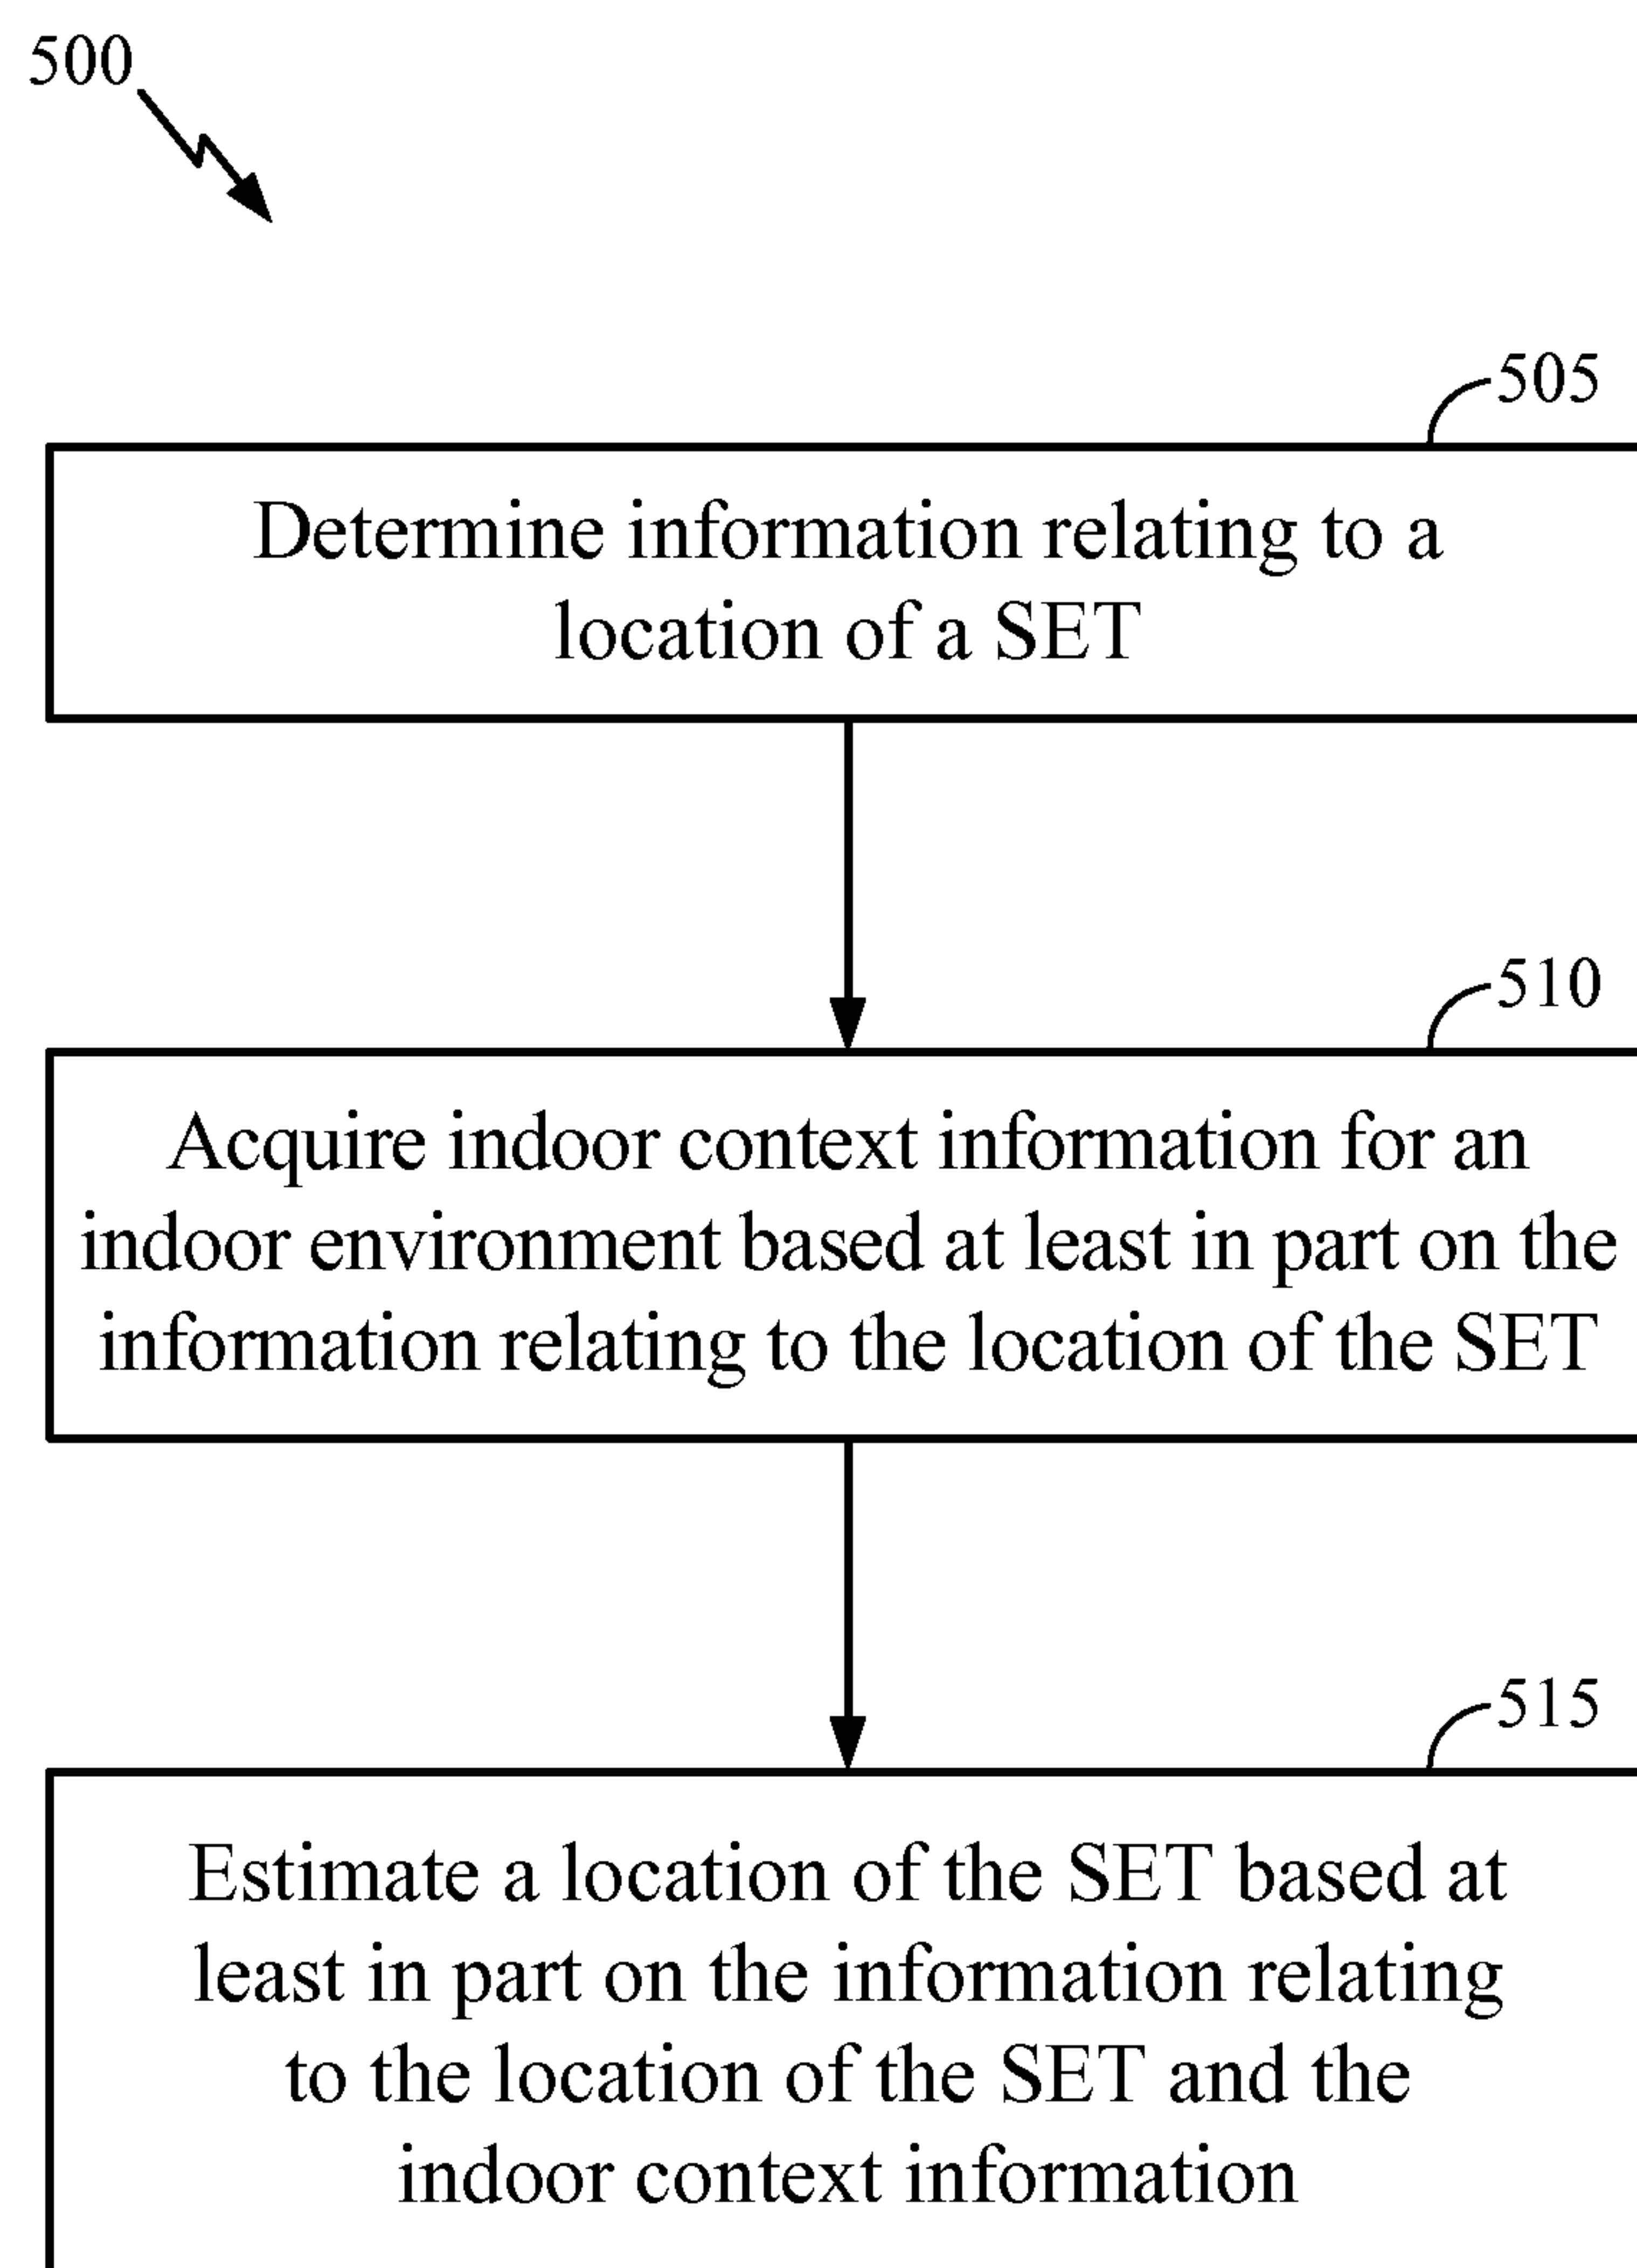 500
505
Determine information relating to a
location of a SET
510
Acquire indoor context information for an
indoor environment based at least in part on the
information relating to the location of the SET
515
Estimate a location of the SET based at
least in part on the information relating
to the location of the SET and the
indoor context information